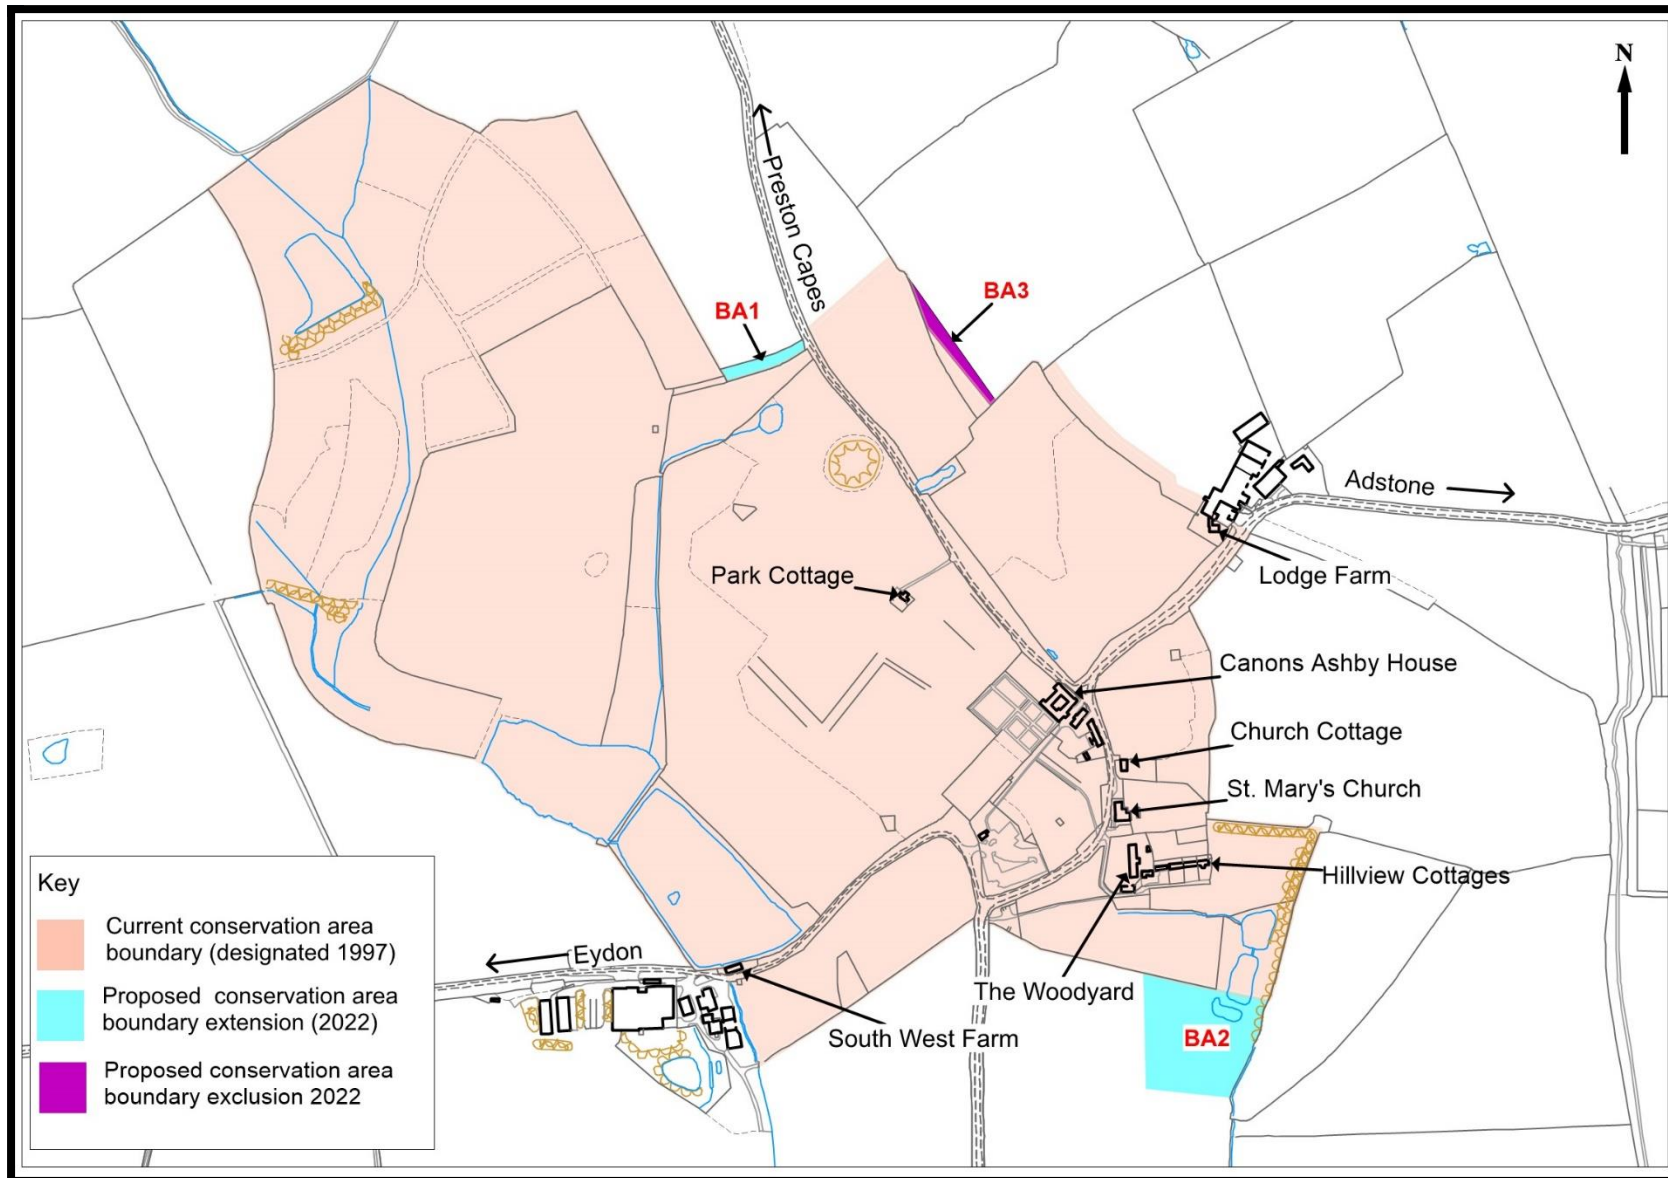 N
Preston Capes
BA1
BA3
Adstone
Lodge Farm
Park Cottage
Canons Ashby House
Church Cottage
St. Mary's Church
Hillview Cottages
The Woodyard
Eydon
South West Farm
BA2
Key
Current conservation area
boundary (designated 1997)
Proposed conservation area
boundary extension (2022)
Proposed conservation area
boundary exclusion 2022